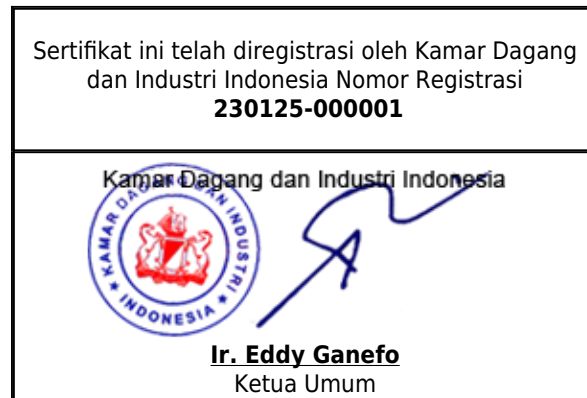 Sertifikat ini telah diregistrasi oleh Kamar Dagang
dan Industri Indonesia Nomor Registrasi
230125-000001
Kamar Dagang dan Industri Indonesia
KAMAR DAGANG DAN INDUSTRI
INDONESIA
Ir. Eddy Ganefo
Ketua Umum